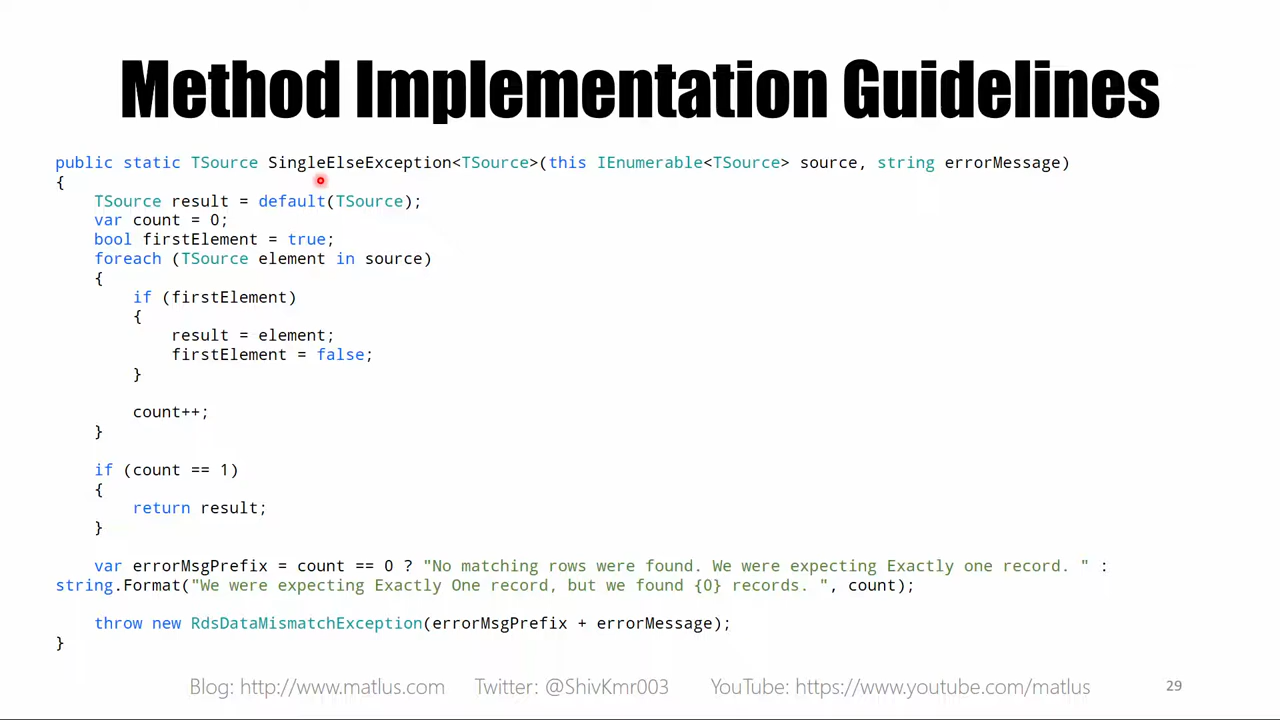 Method Implementation Guidelines
public static TSource SingleElseException<TSource>(this IEnumerable<TSource> source, string errorMessage)
{
    TSource result = default(TSource);
    var count = 0;
    bool firstElement = true;
    foreach (TSource element in source)
    {
        if (firstElement)
        {
            result = element;
            firstElement = false;
        }

        count++;
    }

    if (count == 1)
    {
        return result;
    }

    var errorMsgPrefix = count == 0 ? "No matching rows were found. We were expecting Exactly one record. " :
string.Format("We were expecting Exactly One record, but we found {0} records. ", count);

    throw new RdsDataMismatchException(errorMsgPrefix + errorMessage);
}
Blog: http://www.matlus.com Twitter: @ShivKmr003 YouTube: https://www.youtube.com/matlus 29